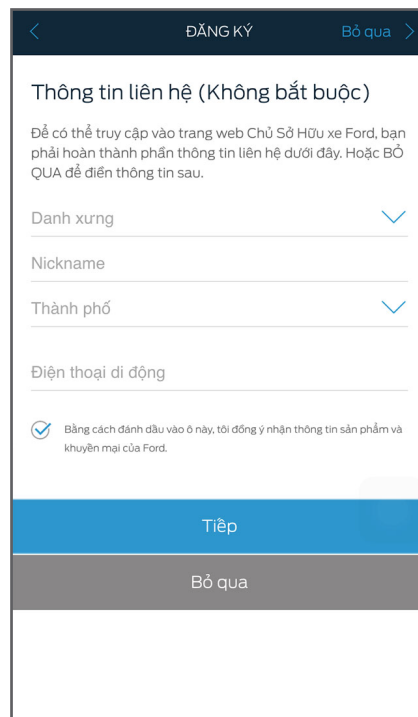 ĐĂNG KÝ
Bỏ qua
Thông tin liên hệ (Không bắt buộc)
Để có thể truy cập vào trang web Chủ Sở Hữu xe Ford, bạn
phải hoàn thành phần thông tin liên hệ dưới đây. Hoặc BỎ
QUA để điền thông tin sau.
Danh xưng
Nickname
Thành phố
Điện thoại di động
Bằng cách đánh dấu vào ô này, tôi đồng ý nhận thông tin sản phẩm và
khuyến mại của Ford.
Tiếp
Bỏ qua